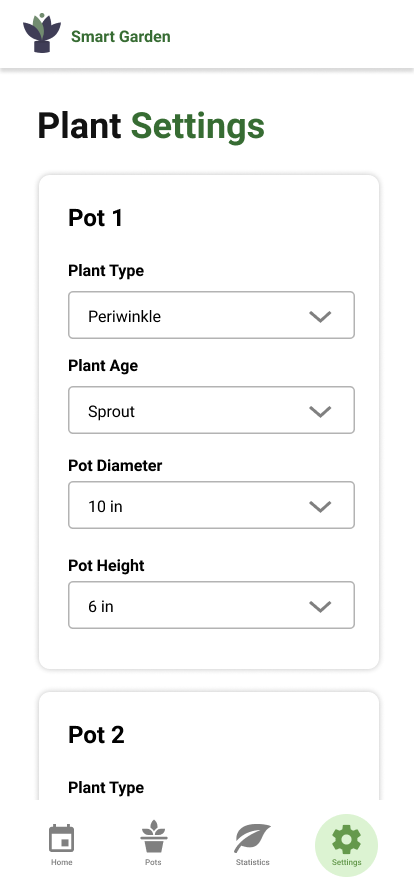 Smart Garden
Plant Settings
Pot 1
Plant Type
Periwinkle
Plant Age
Sprout
Pot Diameter
10 in
Pot Height
6 in
Pot 2
Plant Type
Home
Pots
Statistics
Settings